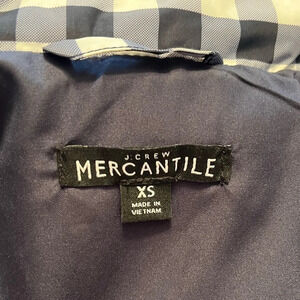 J.CREW
MERCANTILE
XS
MADE IN
VIETNAM